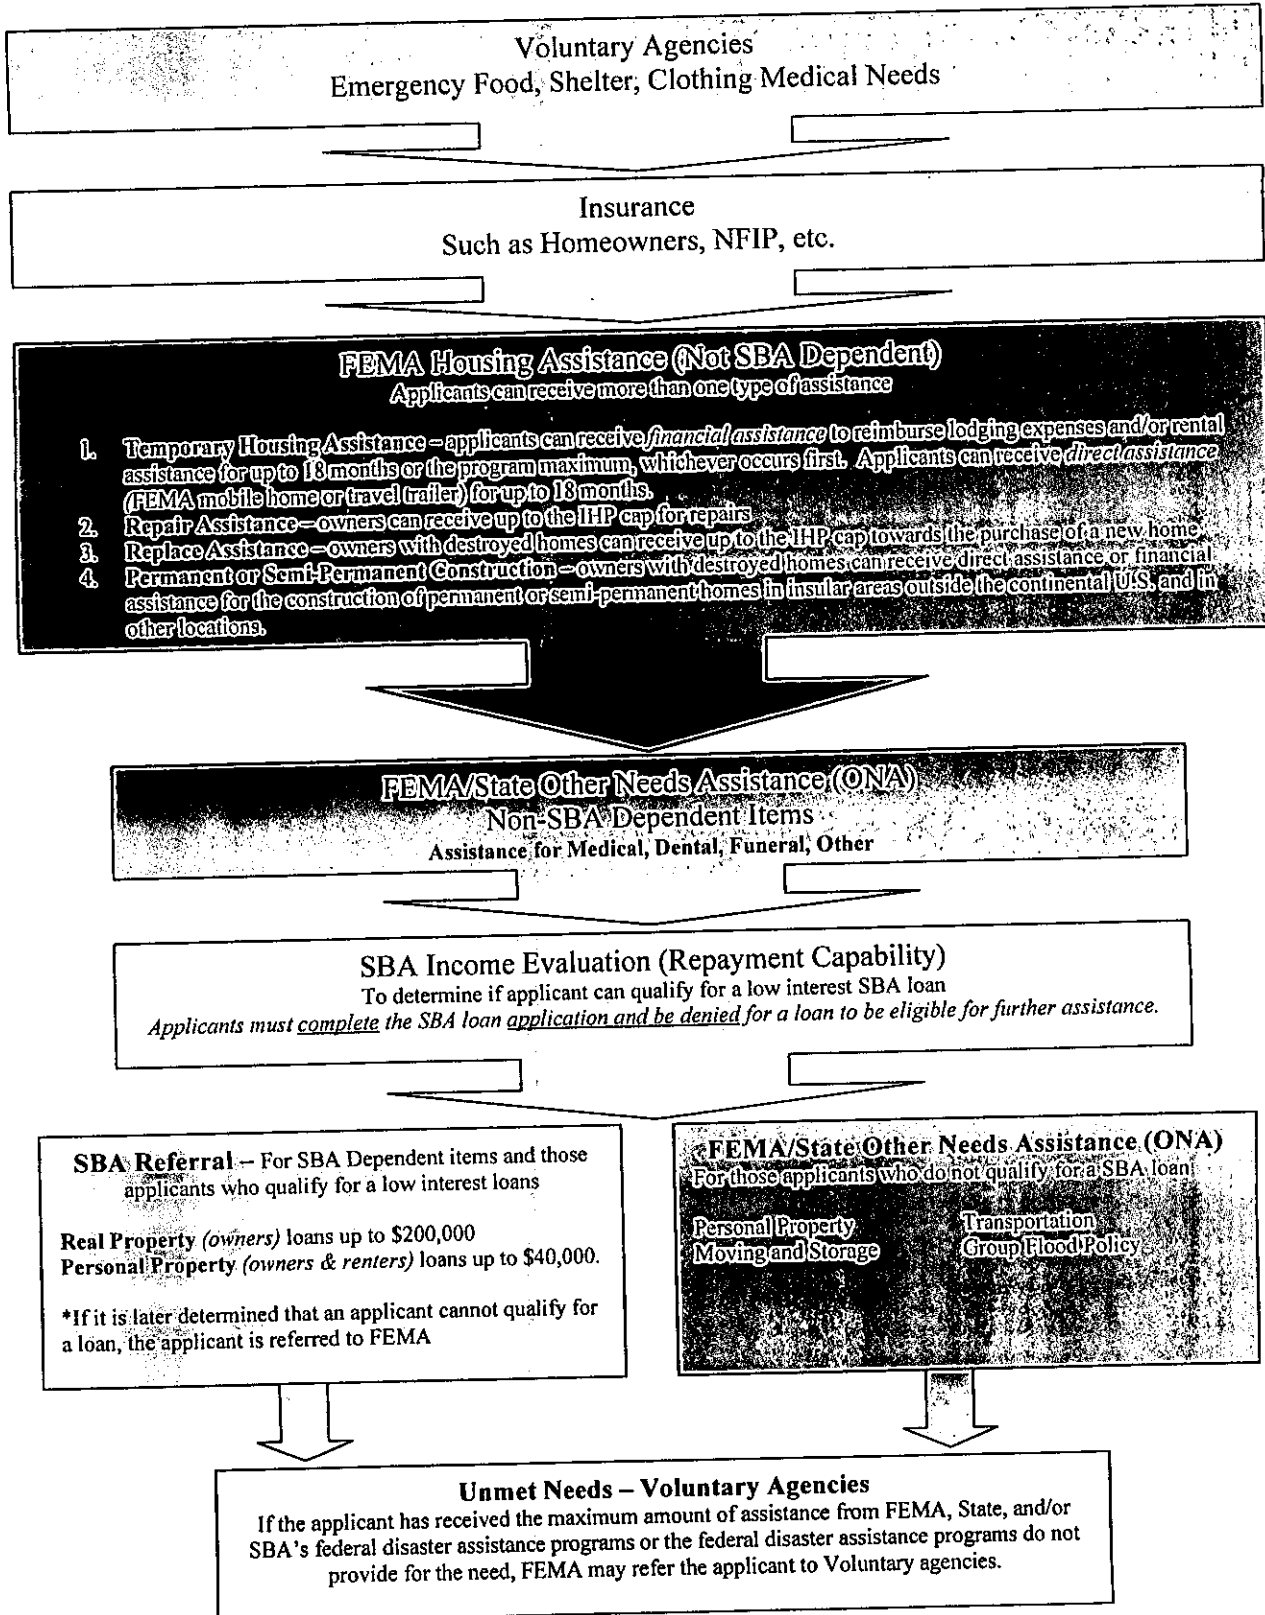 Voluntary Agencies
Emergency Food, Shelter, Clothing Medical Needs
Insurance
Such as Homeowners, NFIP, etc.
FEMA Housing Assistance (Not SBA Dependent)
Applicants can receive more than one type of assistance
1. Temporary Housing Assistance – applicants can receive financial assistance to reimburse lodging expenses and/or rental
assistance for up to 18 months or the program maximum, whichever occurs first. Applicants can receive direct assistance
(FEMA mobile home or travel trailer) for up to 18 months.
2. Repair Assistance – owners can receive up to the IHP cap for repairs
3. Replace Assistance – owners with destroyed homes can receive up to the IHP cap towards the purchase of a new home
4. Permanent or Semi-Permanent Construction – owners with destroyed homes can receive direct assistance or financial
assistance for the construction of permanent or semi-permanent homes in insular areas outside the continental U.S. and in
other locations.
FEMA/State Other Needs Assistance (ONA)
Non-SBA Dependent Items
Assistance for Medical, Dental, Funeral, Other
SBA Income Evaluation (Repayment Capability)
To determine if applicant can qualify for a low interest SBA loan
Applicants must complete the SBA loan application and be denied for a loan to be eligible for further assistance.
SBA Referral – For SBA Dependent items and those
applicants who qualify for a low interest loans
Real Property (owners) loans up to $200,000
Personal Property (owners & renters) loans up to $40,000.
*If it is later determined that an applicant cannot qualify for
a loan, the applicant is referred to FEMA
FEMA/State Other Needs Assistance (ONA)
For those applicants who do not qualify for a SBA loan
Personal Property Transportation
Moving and Storage Group Flood Policy
Unmet Needs – Voluntary Agencies
If the applicant has received the maximum amount of assistance from FEMA, State, and/or
SBA's federal disaster assistance programs or the federal disaster assistance programs do not
provide for the need, FEMA may refer the applicant to Voluntary agencies.